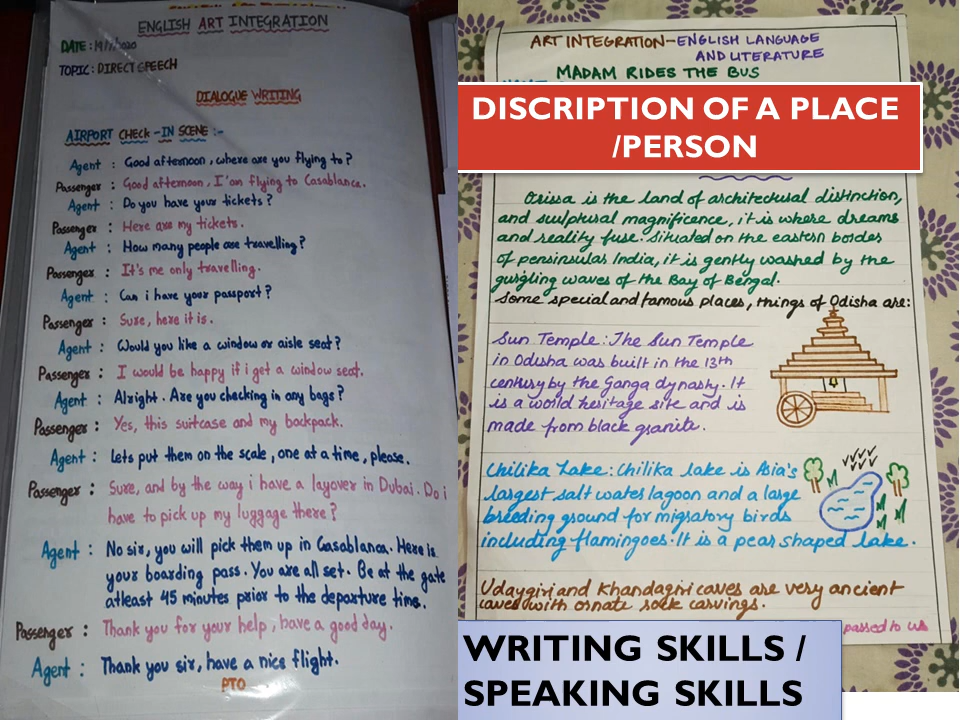 ENGLISH ART INTEGRATION
DATE: 19/7/2020
TOPIC: DIRECT SPEECH
DIALOGUE WRITING
AIRPORT CHECK-IN SCENE :-
Agent : Good afternoon, where are you flying to?
Passenger : Good afternoon, I'am flying to Casablanca.
Agent : Do you have your tickets?
Passenger : Here are my tickets.
Agent : How many people are travelling?
Passenger : It's me only travelling.
Agent : Can i have your passport?
Passenger : Sure, here it is.
Agent : Would you like a window or aisle seat?
Passenger : I would be happy if i get a window seat.
Agent : Alright. Are you checking in any bags?
Passenger : Yes, this suitcase and my backpack.
Agent : Lets put them on the scale, one at a time, please.
Passenger : Sure, and by the way i have a layover in Dubai. Do i
have to pick up my luggage there?
Agent : No sir, you will pick them up in Casablanca. Here is
your boarding pass. You are all set. Be at the gate
atleast 45 minutes prior to the departure time.
Passenger : Thank you for your help, have a good day.
Agent : Thank you sir, have a nice flight.
PTO
ART INTEGRATION-ENGLISH LANGUAGE
AND LITERATURE
MADAM RIDES THE BUS
DISCRIPTION OF A PLACE
/PERSON
Orissa is the land of architectural distinction,
and sculptural magnificence, it is where dreams
and reality fuse. Situated on the eastern border
of peninsular India, it is gently washed by the
gurgling waves of the Bay of Bengal.
Some special and famous places, things of Odisha are:
Sun Temple: The Sun Temple
in Odisha was built in the 13th
century by the Ganga dynasty. It
is a world heritage site and is
made from black granite.
Chilika Lake: Chilika lake is Asia's
largest salt water lagoon and a large
breeding ground for migratory birds
including flamingoes. It is a pear shaped lake.
Udaygiri and Khandagiri caves are very ancient
caves with ornate rock carvings.
passed to us
WRITING SKILLS /
SPEAKING SKILLS